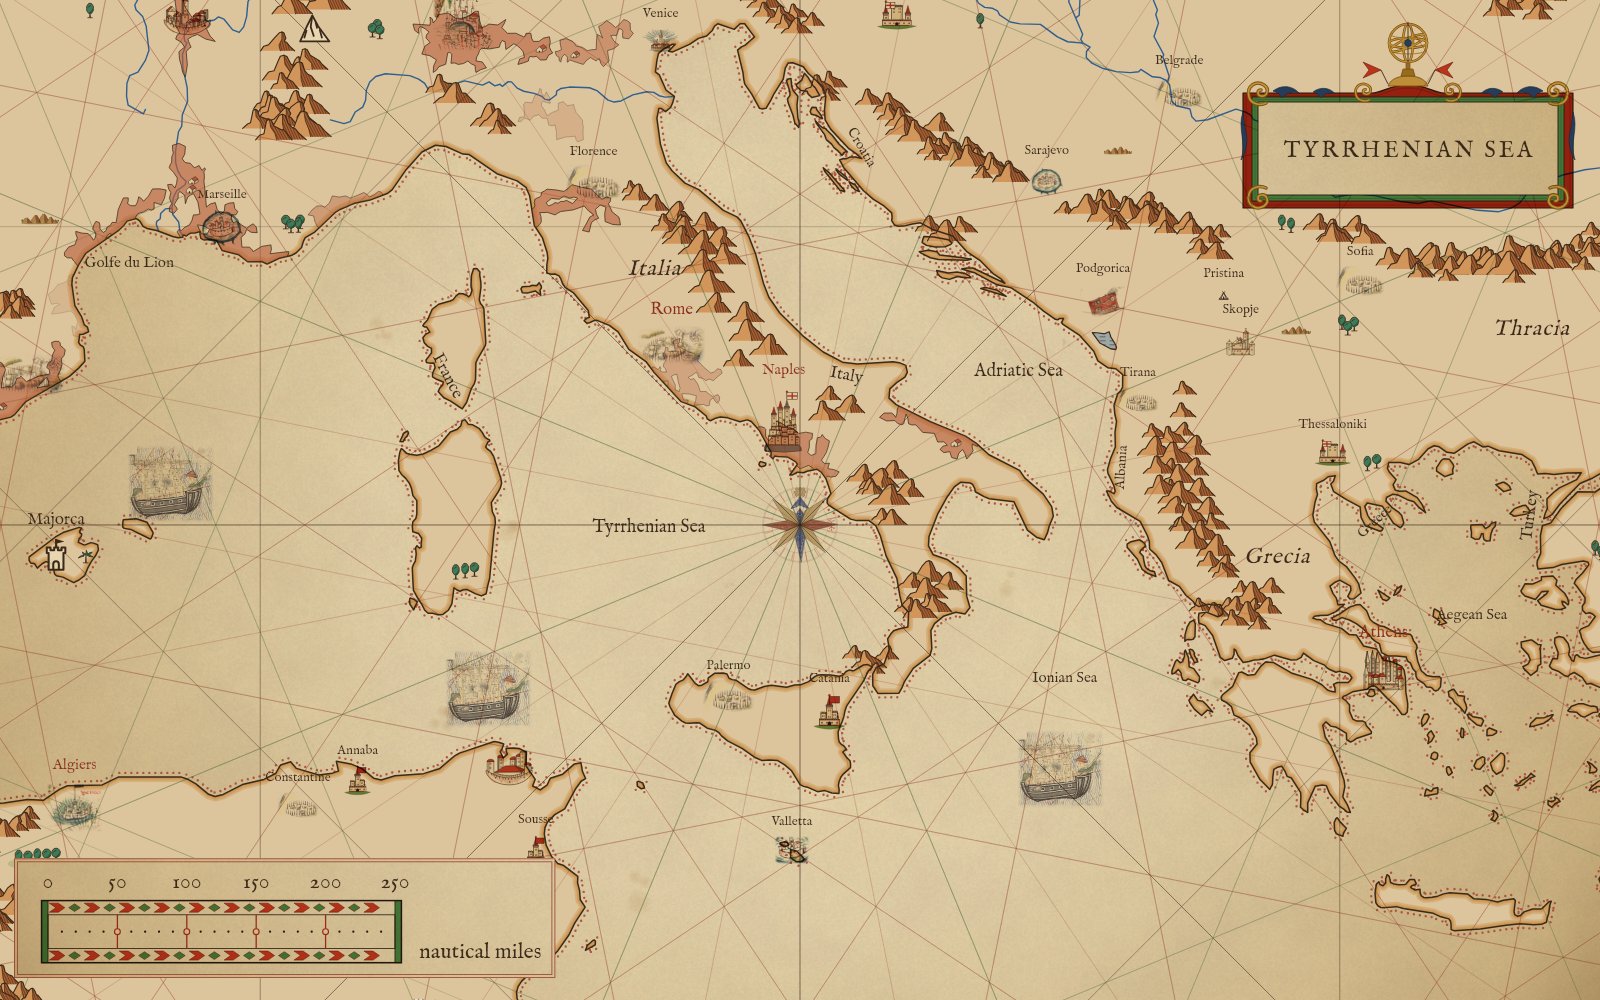 Venice
Belgrade
TYRRHENIAN SEA
Croatia
Florence
Sarajevo
Marseille
Golfe du Lion
Italia
Podgorica
Pristina
Sofia
Rome
Skopje
Thracia
France
Naples
Italy
Adriatic Sea
Tirana
Thessaloniki
Albania
Majorca
Tyrrhenian Sea
Greece
Turkey
Grecia
Aegean Sea
Athens
Palermo
Catania
Ionian Sea
Algiers
Annaba
Constantine
Sousse
Valletta
0 50 100 150 200 250
nautical miles